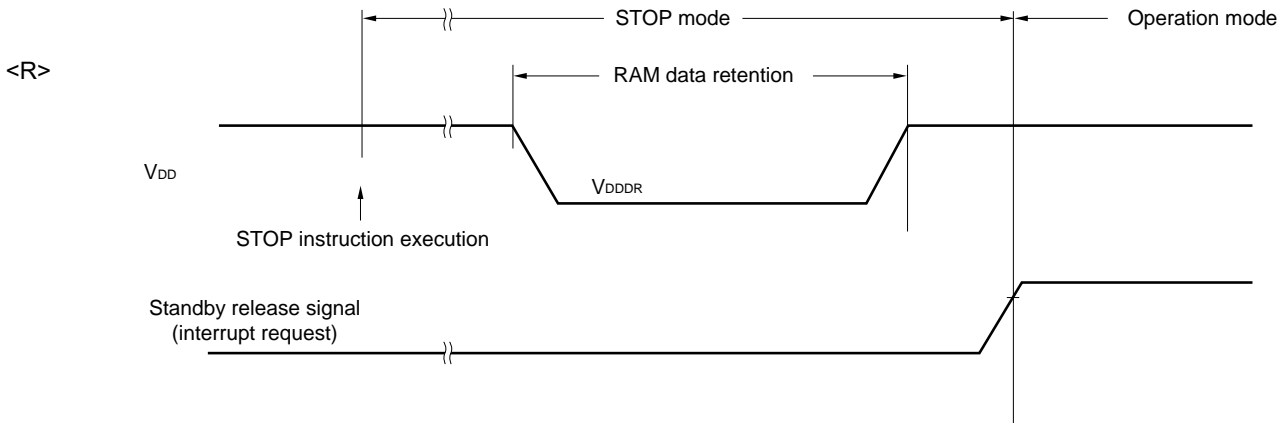 STOP mode
Operation mode
<R>
RAM data retention
VDD
VDDDR
STOP instruction execution
Standby release signal
(interrupt request)